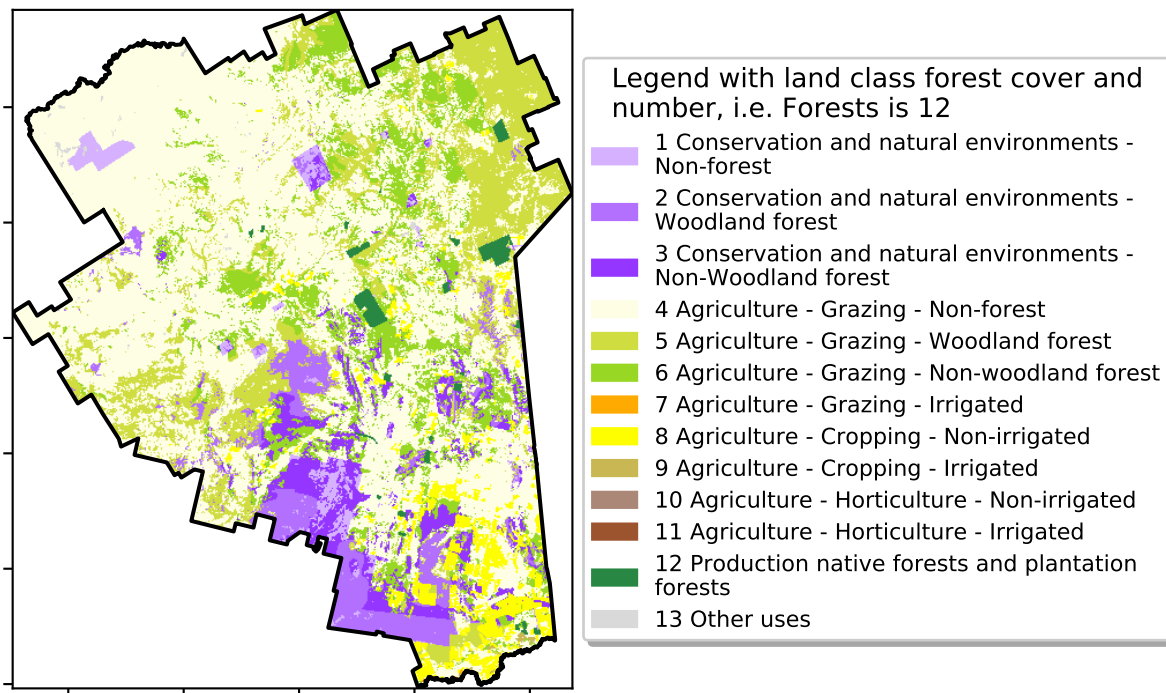 Legend with land class forest cover and
number, i.e. Forests is 12
1 Conservation and natural environments -
Non-forest
2 Conservation and natural environments -
Woodland forest
3 Conservation and natural environments -
Non-Woodland forest
4 Agriculture - Grazing - Non-forest
5 Agriculture - Grazing - Woodland forest
6 Agriculture - Grazing - Non-woodland forest
7 Agriculture - Grazing - Irrigated
8 Agriculture - Cropping - Non-irrigated
9 Agriculture - Cropping - Irrigated
10 Agriculture - Horticulture - Non-irrigated
11 Agriculture - Horticulture - Irrigated
12 Production native forests and plantation
forests
13 Other uses